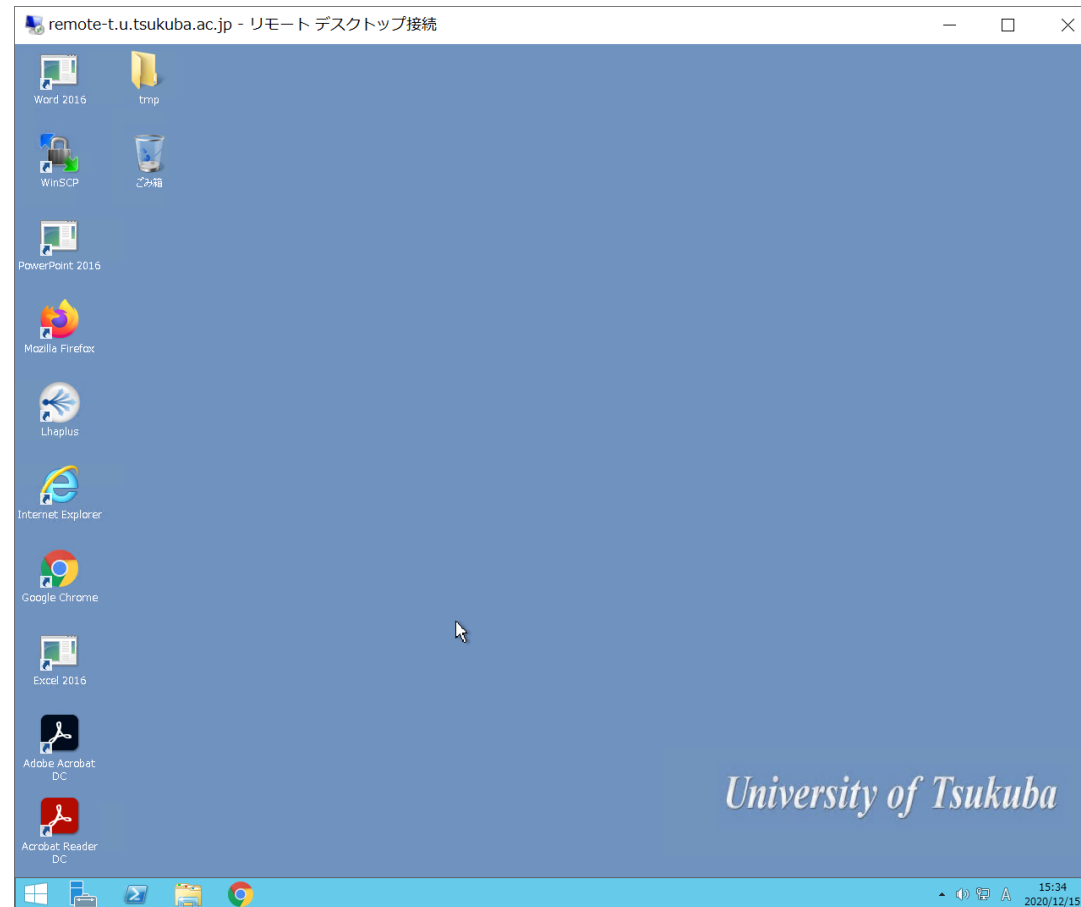 remote-t.u.tsukuba.ac.jp - リモート デスクトップ接続
Word 2016
tmp
WinSCP
ごみ箱
PowerPoint 2016
Mozilla Firefox
Lhaplus
Internet Explorer
Google Chrome
Excel 2016
Adobe Acrobat
DC
Acrobat Reader
DC
University of Tsukuba
A
15:34
2020/12/15